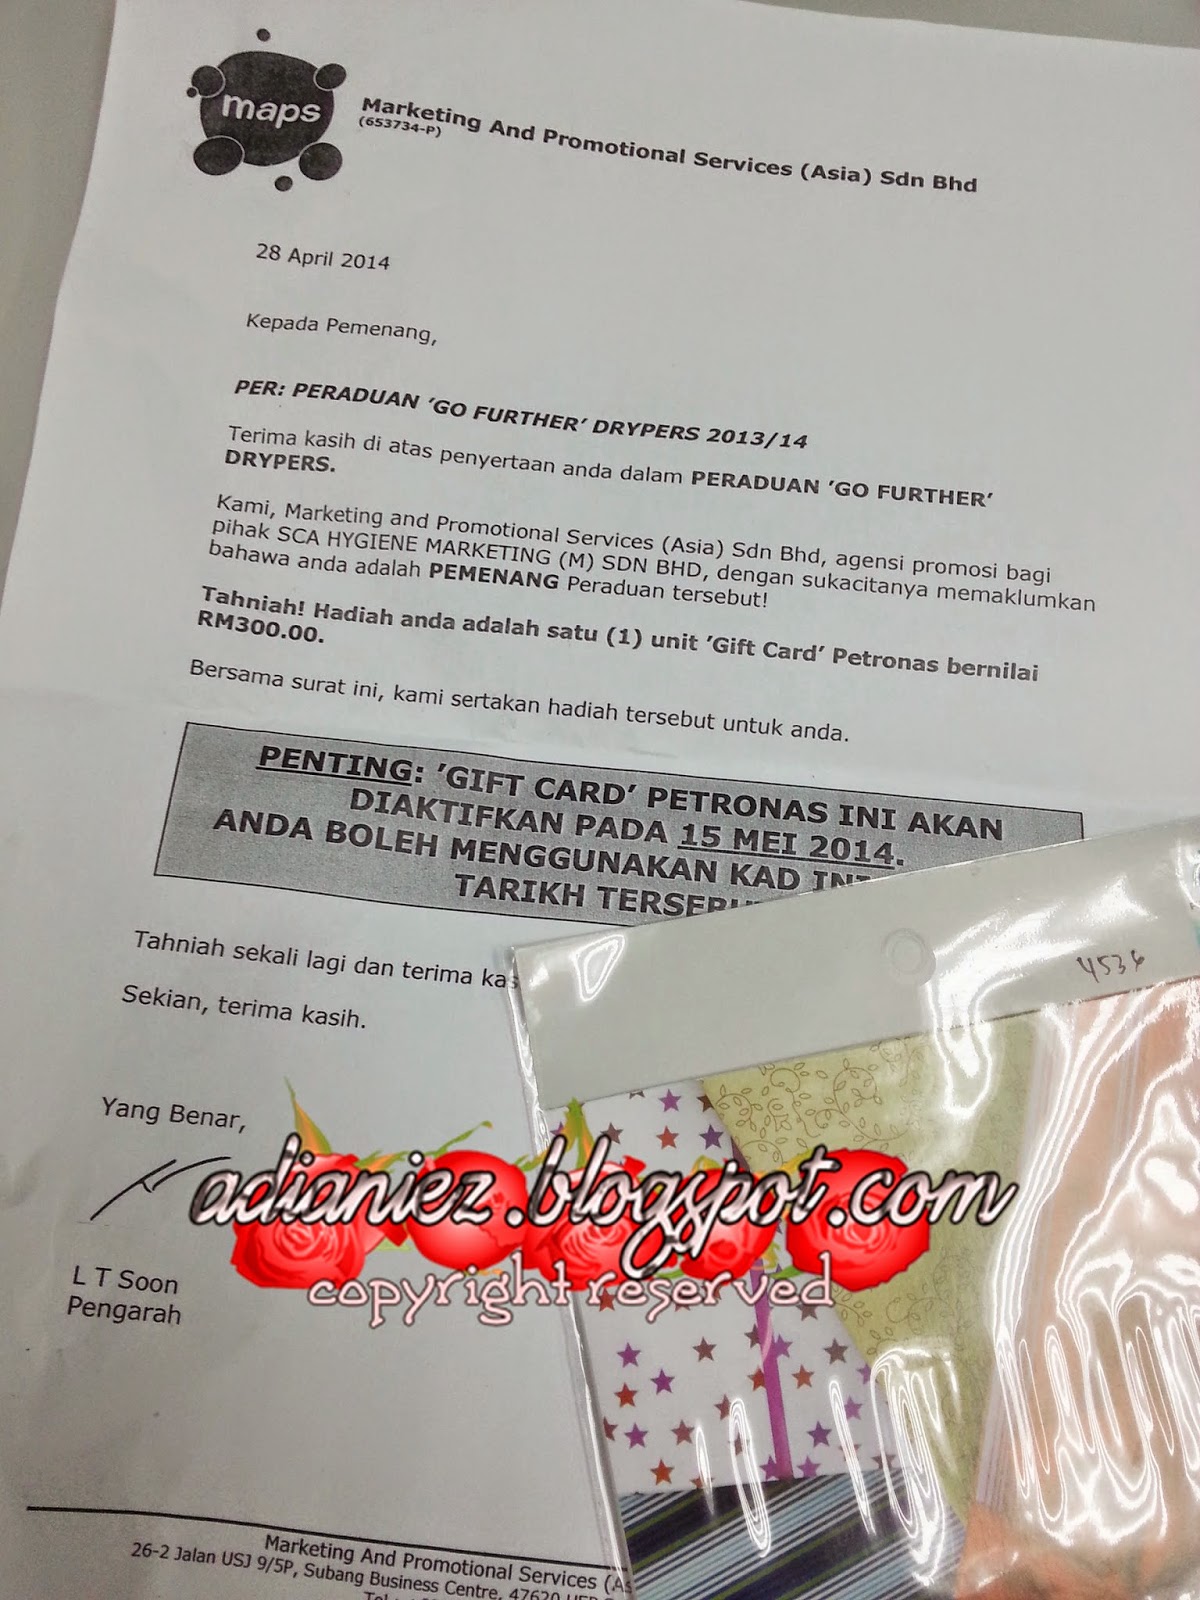 maps
Marketing And Promotional Services (Asia) Sdn Bhd
(653734-P)
28 April 2014
Kepada Pemenang,
PER: PERADUAN 'GO FURTHER' DRYPERS 2013/14
Terima kasih di atas penyertaan anda dalam PERADUAN 'GO FURTHER'
DRYPERS.
Kami, Marketing and Promotional Services (Asia) Sdn Bhd, agensi promosi bagi
pihak SCA HYGIENE MARKETING (M) SDN BHD, dengan sukacitanya memaklumkan
bahawa anda adalah PEMENANG Peraduan tersebut!
Tahniah! Hadiah anda adalah satu (1) unit 'Gift Card' Petronas bernilai
RM300.00.
Bersama surat ini, kami sertakan hadiah tersebut untuk anda.
PENTING: 'GIFT CARD' PETRONAS INI AKAN
DIAKTIFKAN PADA 15 MEI 2014.
ANDA BOLEH MENGGUNAKAN KAD INI
TARIKH
Tahniah sekali lagi dan terima
4536
Sekian, terima kasih.
Yang Benar,
adianiez.blogspot.com
copyright reserved
L T Soon
Pengarah
Marketing And Promotional Services
26-2 Jalan USJ 9/5P, Subang Business Centre, 47620